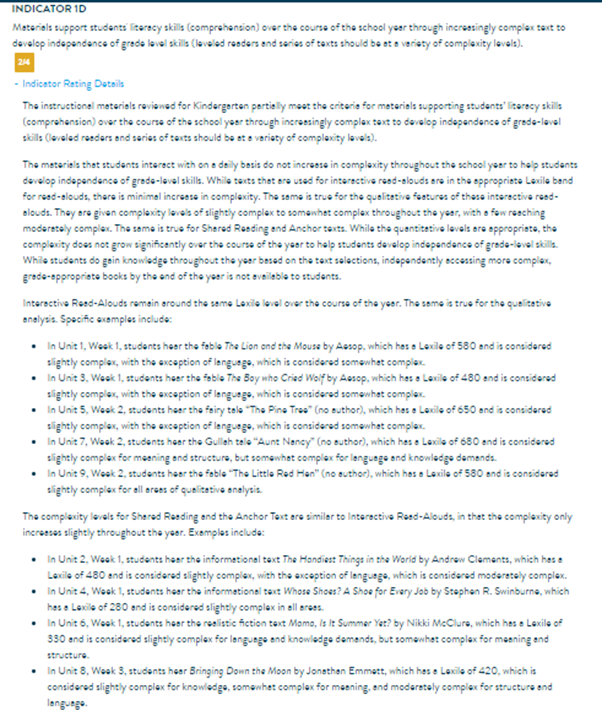 INDICATOR 1D
Materials support students' literacy skills (comprehension) over the course of the school year through increasingly complex text to
develop independence of grade level skills (leveled readers and series of texts should be at a variety of complexity levels).
2/4
- Indicator Rating Details
The instructional materials reviewed for Kindergarten partially meet the criteria for materials supporting students' literacy skills
(comprehension) over the course of the school year through increasingly complex text to develop independence of grade-level
skills (leveled readers and series of texts should be at a variety of complexity levels).
The materials that students interact with on a daily basis do not increase in complexity throughout the school year to help students
develop independence of grade-level skills. While texts that are used for interactive read-alouds are in the appropriate Lexile band
for read-alouds, there is minimal increase in complexity. The same is true for the qualitative features of these interactive read-
alouds. They are given complexity levels of slightly complex to somewhat complex throughout the year, with a few reaching
moderately complex. The same is true for Shared Reading and Anchor texts. While the quantitative levels are appropriate, the
complexity does not grow significantly over the course of the year to help students develop independence of grade-level skills.
While students do gain knowledge throughout the year based on the text selections, independently accessing more complex,
grade-appropriate books by the end of the year is not available to students.
Interactive Read-Alouds remain around the same Lexile level over the course of the year. The same is true for the qualitative
analysis. Specific examples include:
• In Unit 1, Week 1, students hear the fable The Lion and the Mouse by Aesop, which has a Lexile of 580 and is considered
slightly complex, with the exception of language, which is considered somewhat complex.
• In Unit 3, Week 1, students hear the fable The Boy who Cried Wolf by Aesop, which has a Lexile of 480 and is considered
slightly complex, with the exception of language, which is considered somewhat complex.
• In Unit 5, Week 2, students hear the fairy tale "The Pine Tree" (no author), which has a Lexile of 650 and is considered
slightly complex, with the exception of language, which is considered somewhat complex.
• In Unit 7, Week 2, students hear the Gullah tale "Aunt Nancy" (no author), which has a Lexile of 680 and is considered
slightly complex for meaning and structure, but somewhat complex for language and knowledge demands.
• In Unit 9, Week 2, students hear the fable "The Little Red Hen" (no author), which has a Lexile of 580 and is considered
slightly complex for all areas of qualitative analysis.
The complexity levels for Shared Reading and the Anchor Text are similar to Interactive Read-Alouds, in that the complexity only
increases slightly throughout the year. Examples include:
• In Unit 2, Week 1, students hear the informational text The Handiest Things in the World by Andrew Clements, which has a
Lexile of 480 and is considered slightly complex, with the exception of language, which is considered moderately complex.
• In Unit 4, Week 1, students hear the informational text Whose Shoes? A Shoe for Every Job by Stephen R. Swinburne, which
has a Lexile of 280 and is considered slightly complex in all areas.
• In Unit 6, Week 1, students hear the realistic fiction text Mama, Is It Summer Yet? by Nikki McClure, which has a Lexile of
330 and is considered slightly complex for language and knowledge demands, but somewhat complex for meaning and
structure.
• In Unit 8, Week 3, students hear Bringing Down the Moon by Jonathan Emmett, which has a Lexile of 420, which is
considered slightly complex for knowledge, somewhat complex for meaning, and moderately complex for structure and
language.